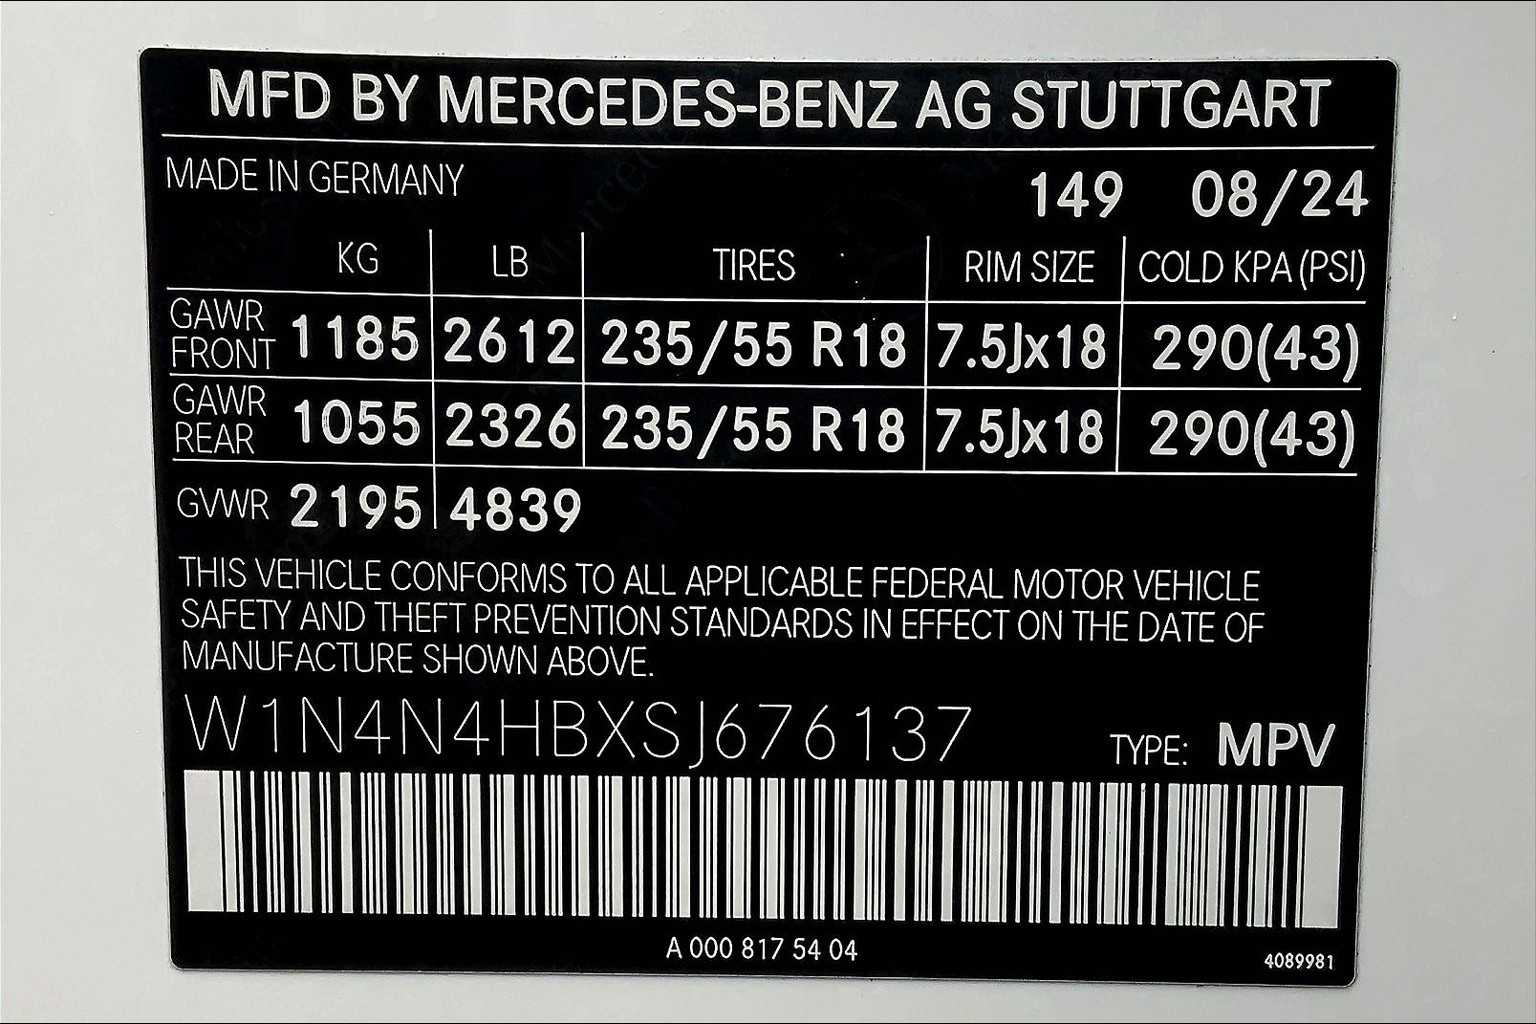 MFD BY MERCEDES-BENZ AG STUTTGART
MADE IN GERMANY 149 08/24
KG LB TIRES RIM SIZE COLD KPA (PSI)
GAWR FRONT 1185 2612 235/55 R18 7.5Jx18 290(43)
GAWR REAR 1055 2326 235/55 R18 7.5Jx18 290(43)
GVWR 2195 4839
THIS VEHICLE CONFORMS TO ALL APPLICABLE FEDERAL MOTOR VEHICLE
SAFETY AND THEFT PREVENTION STANDARDS IN EFFECT ON THE DATE OF
MANUFACTURE SHOWN ABOVE.
W1N4N4HBXSJ676137 TYPE: MPV
A 000 817 54 04 4089981